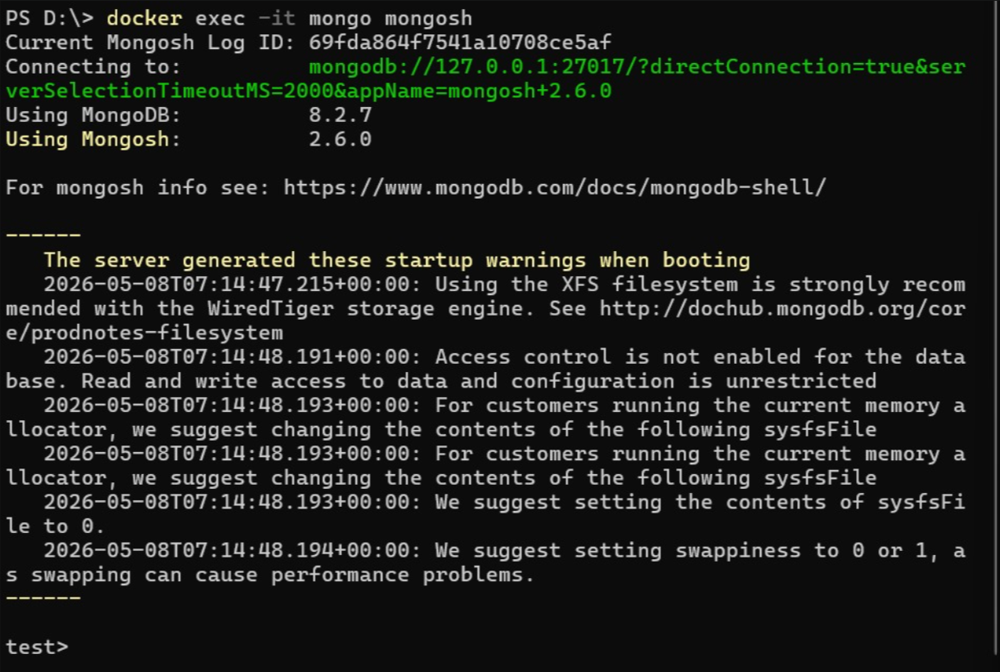 PS D:\> docker exec -it mongo mongosh
Current Mongosh Log ID: 69fda864f7541a10708ce5af
Connecting to:          mongodb://127.0.0.1:27017/?directConnection=true&ser
verSelectionTimeoutMS=2000&appName=mongosh+2.6.0
Using MongoDB:          8.2.7
Using Mongosh:          2.6.0
For mongosh info see: https://www.mongodb.com/docs/mongodb-shell/
------
   The server generated these startup warnings when booting
   2026-05-08T07:14:47.215+00:00: Using the XFS filesystem is strongly recom
mended with the WiredTiger storage engine. See http://dochub.mongodb.org/cor
e/prodnotes-filesystem
   2026-05-08T07:14:48.191+00:00: Access control is not enabled for the data
base. Read and write access to data and configuration is unrestricted
   2026-05-08T07:14:48.193+00:00: For customers running the current memory a
llocator, we suggest changing the contents of the following sysfsFile
   2026-05-08T07:14:48.193+00:00: For customers running the current memory a
llocator, we suggest changing the contents of the following sysfsFile
   2026-05-08T07:14:48.193+00:00: We suggest setting the contents of sysfsFi
le to 0.
   2026-05-08T07:14:48.194+00:00: We suggest setting swappiness to 0 or 1, a
s swapping can cause performance problems.
------
test>